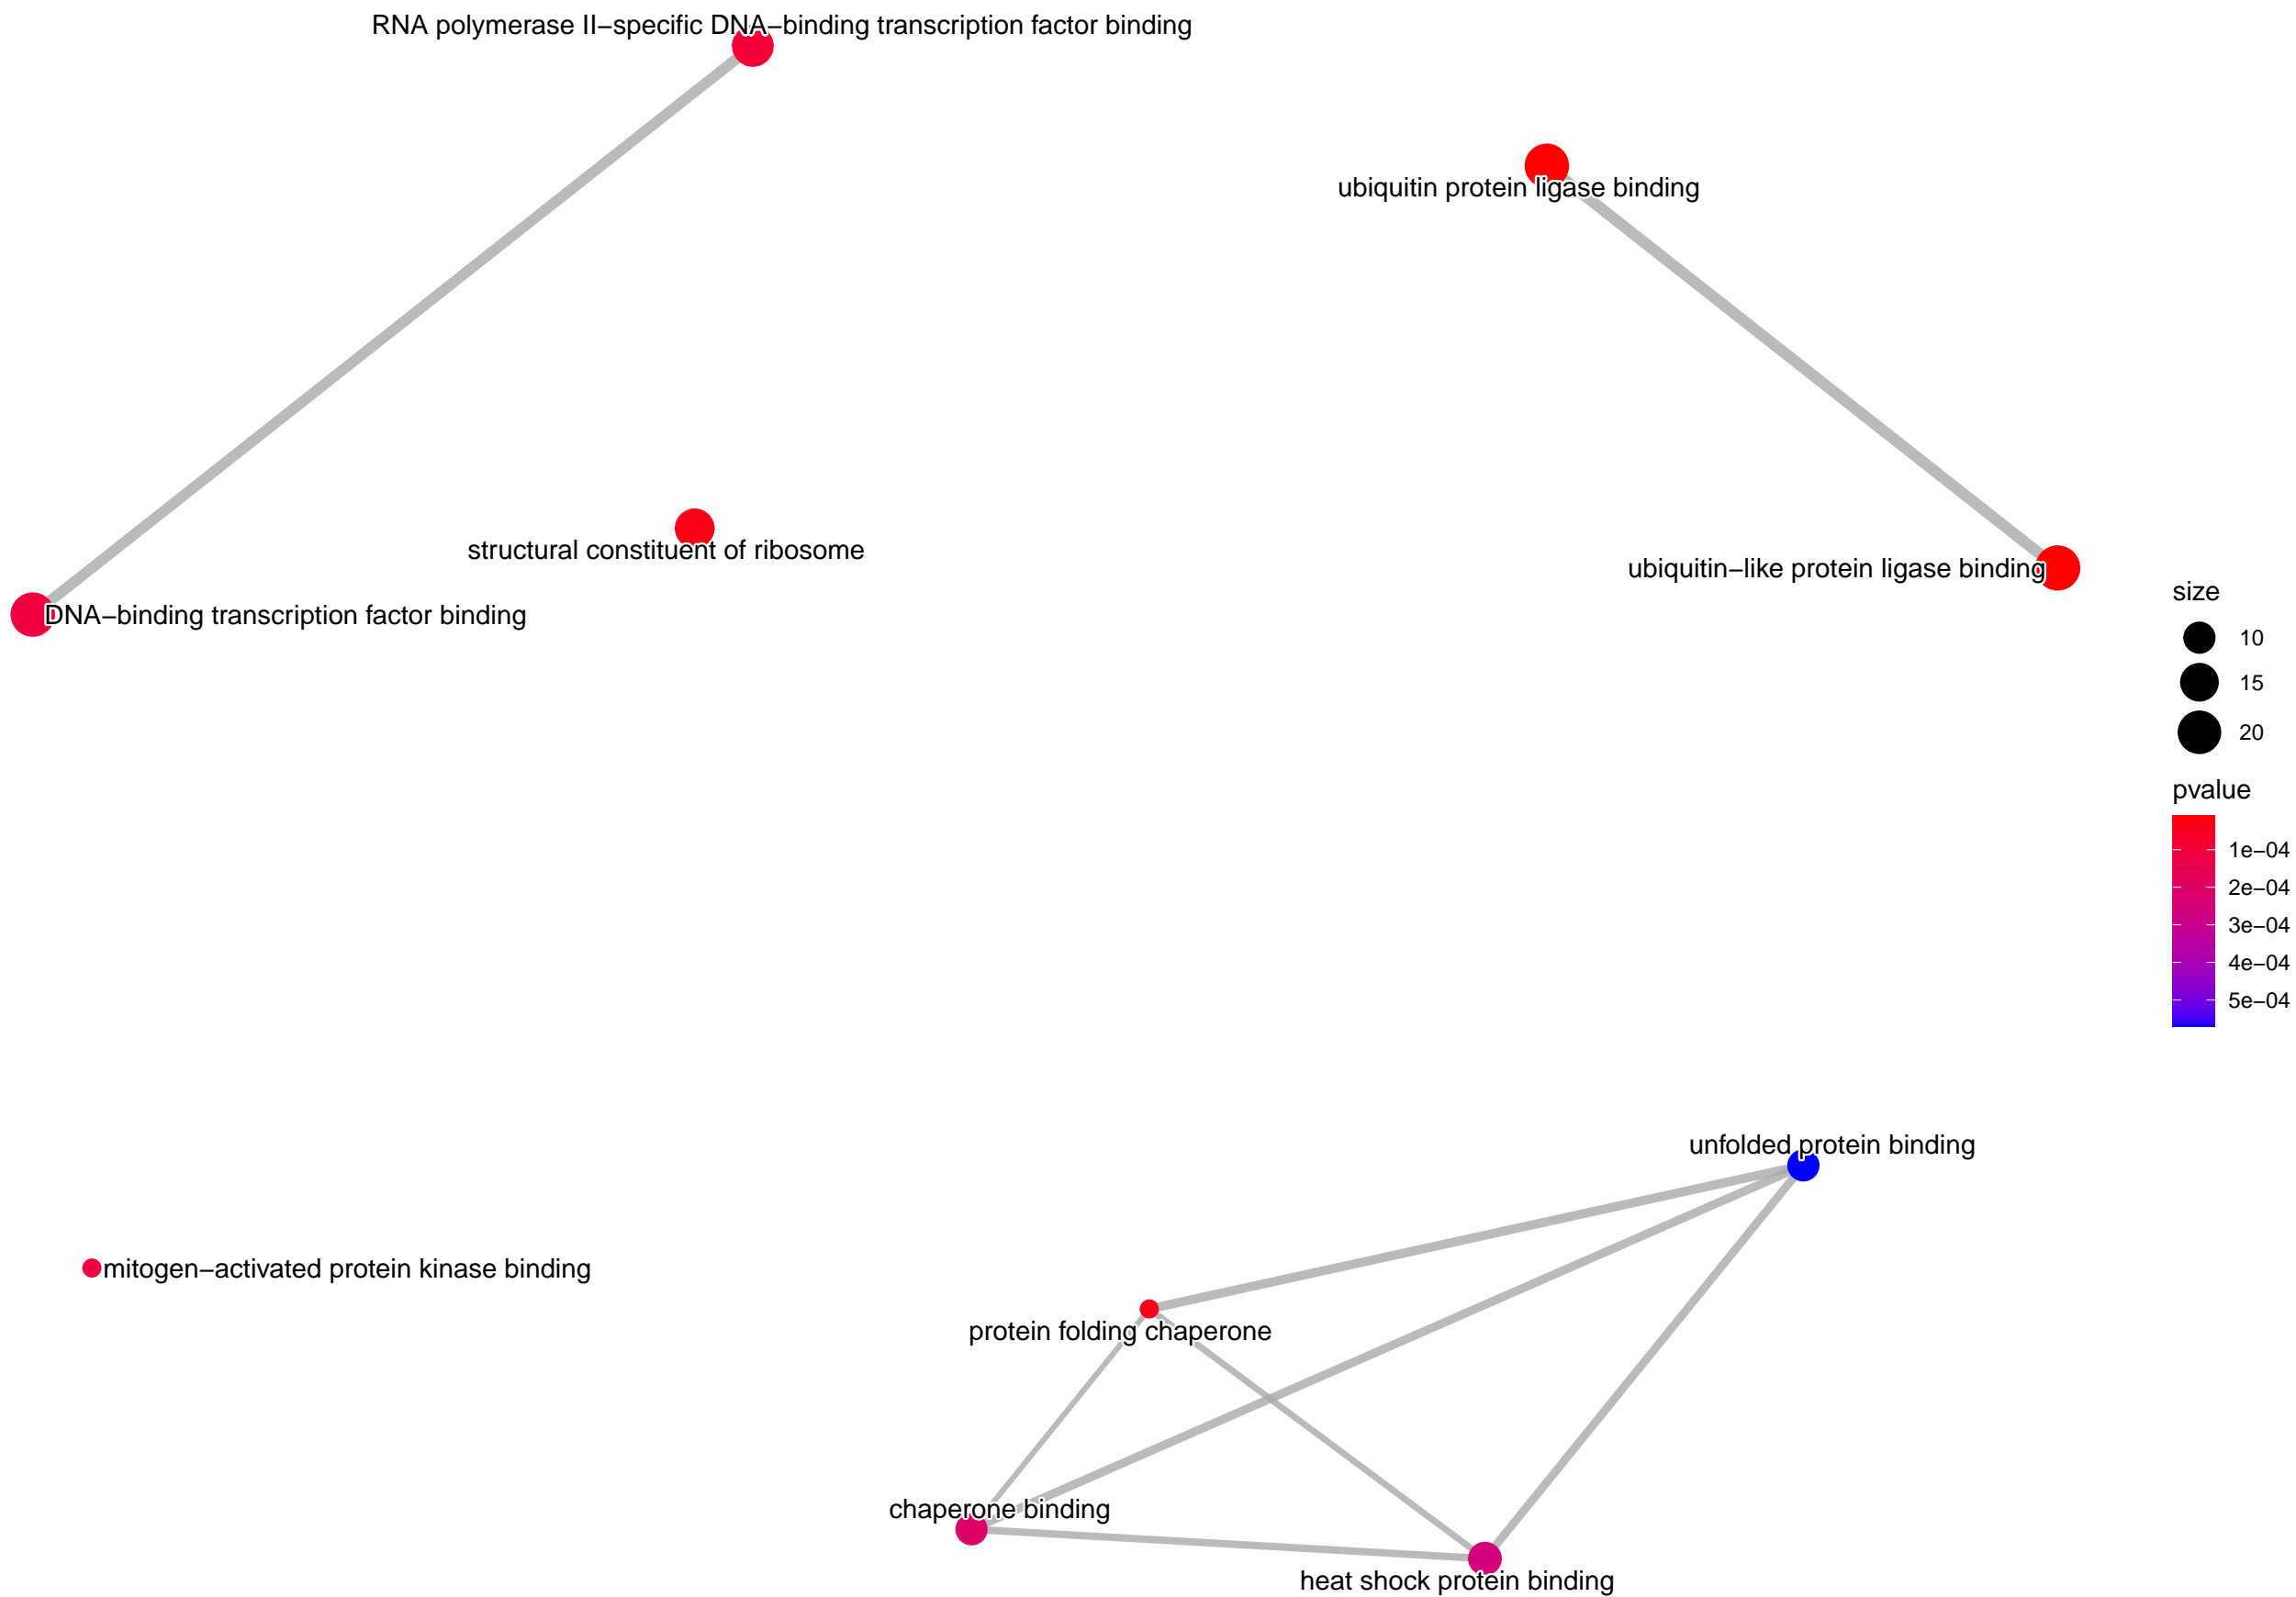 RNA polymerase II−specific DNA−binding transcription factor binding
ubiquitin protein ligase binding
structural constituent of ribosome
ubiquitin−like protein ligase binding
DNA−binding transcription factor binding
size
10
15
20
pvalue
1e−04
2e−04
3e−04
4e−04
5e−04
unfolded protein binding
mitogen−activated protein kinase binding
protein folding chaperone
chaperone binding
heat shock protein binding